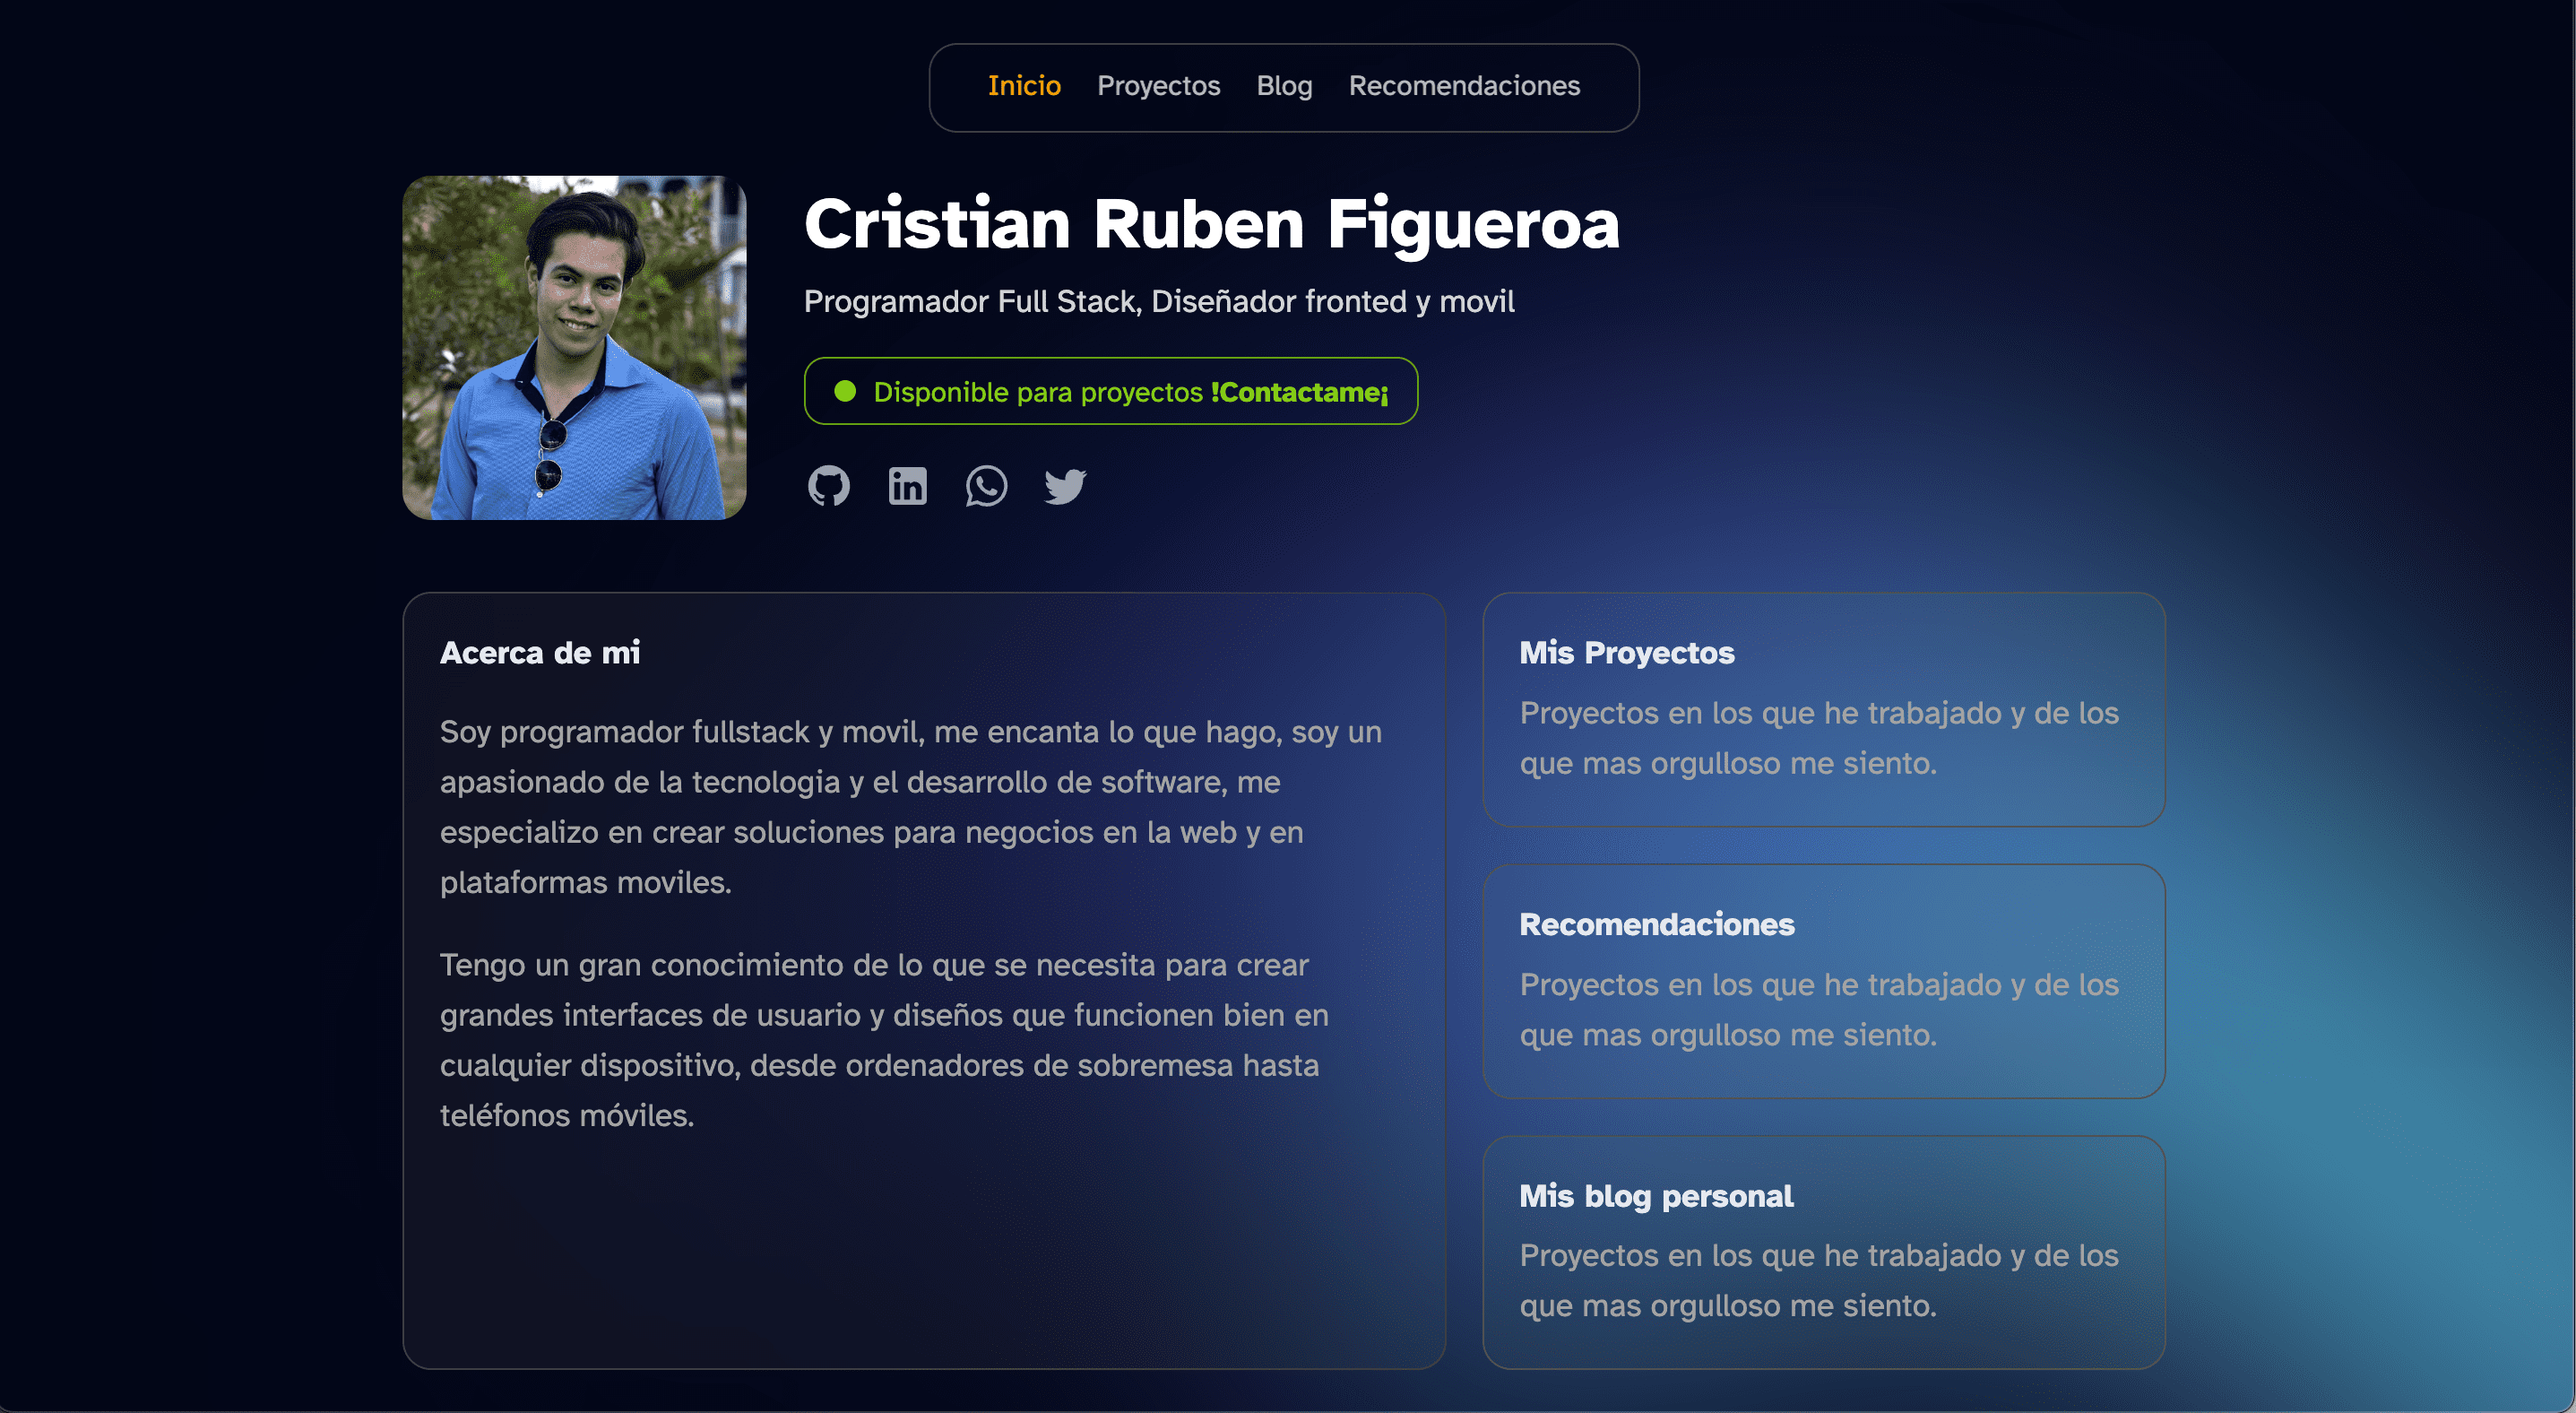 Inicio Proyectos Blog Recomendaciones
Cristian Ruben Figueroa
Programador Full Stack, Diseñador fronted y movil
Disponible para proyectos !Contactame¡
Acerca de mi
Soy programador fullstack y movil, me encanta lo que hago, soy un
apasionado de la tecnologia y el desarrollo de software, me
especializo en crear soluciones para negocios en la web y en
plataformas moviles.
Tengo un gran conocimiento de lo que se necesita para crear
grandes interfaces de usuario y diseños que funcionen bien en
cualquier dispositivo, desde ordenadores de sobremesa hasta
teléfonos móviles.
Mis Proyectos
Proyectos en los que he trabajado y de los
que mas orgulloso me siento.
Recomendaciones
Proyectos en los que he trabajado y de los
que mas orgulloso me siento.
Mis blog personal
Proyectos en los que he trabajado y de los
que mas orgulloso me siento.